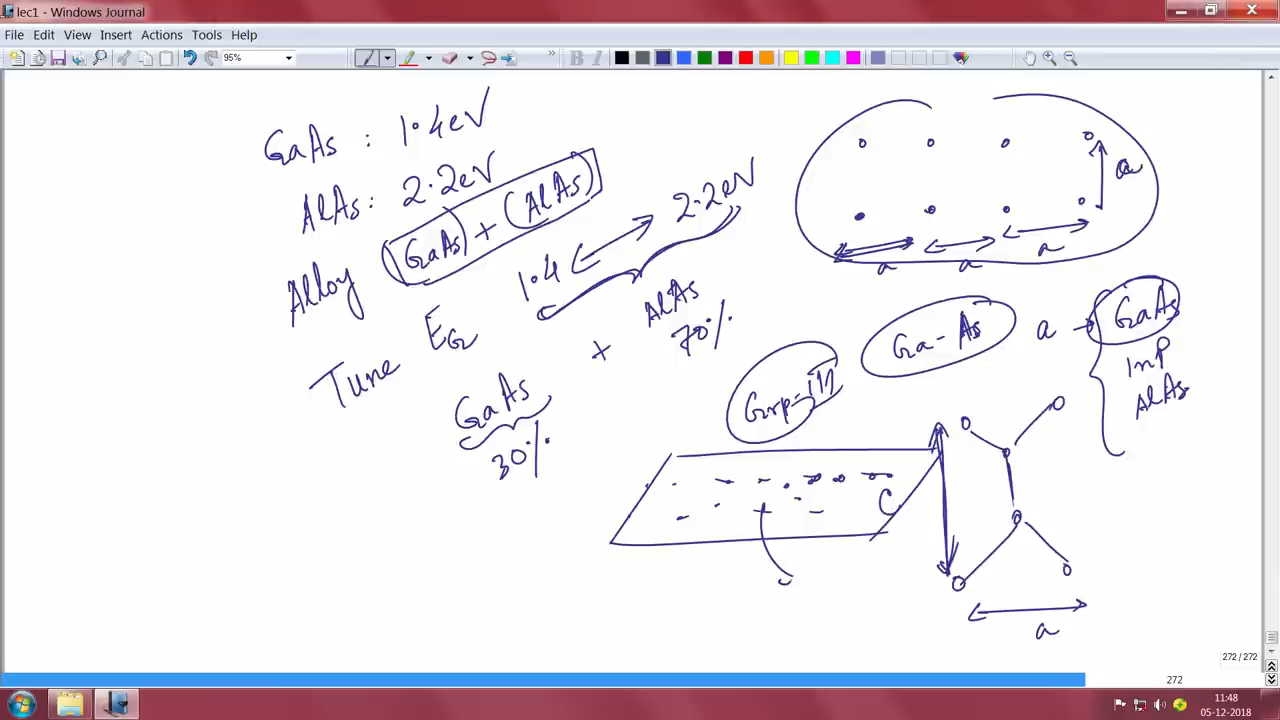 lec1 - Windows Journal
File Edit View Insert Actions Tools Help
95%
GaAs : 1.4eV
AlAs: 2.2eV
Alloy (GaAs) + (AlAs)
1.4 2.2eV
Tune EG
GaAs + AlAs
30% 70%
a
a a a
Ga-As a → GaAs
InP
AlAs
Grp-III
C
a
272 / 272
272
11:48
05-12-2018